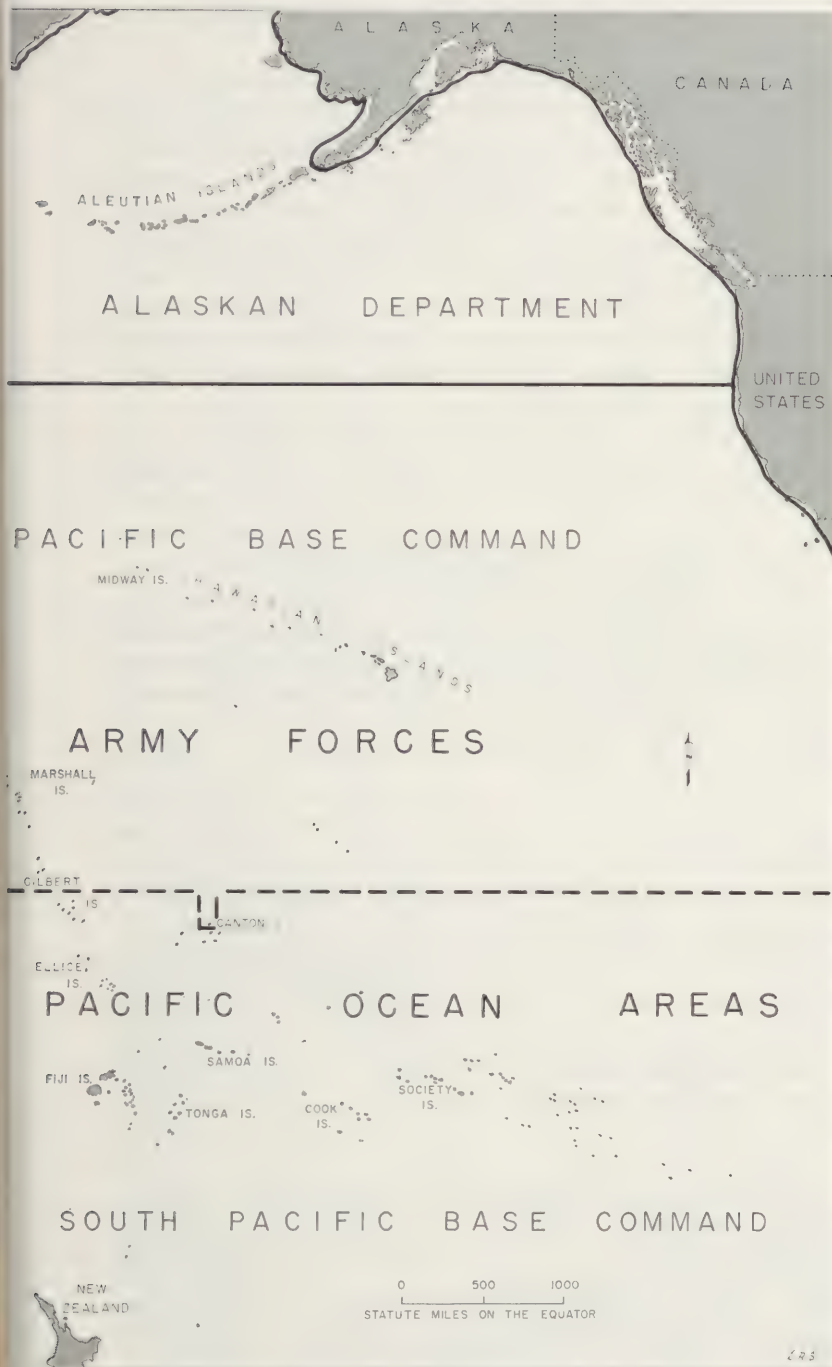 ALASKA
CANADA
ALEUTIAN ISLANDS
ALASKAN DEPARTMENT
UNITED
STATES
PACIFIC BASE COMMAND
MIDWAY IS.
HAWAIIAN ISLANDS
ARMY FORCES
MARSHALL
IS.
GILBERT
IS
CANTON
ELLICE
IS.
PACIFIC OCEAN AREAS
SAMOA IS.
FIJI IS.
SOCIETY
IS.
TONGA IS.
COOK
IS.
SOUTH PACIFIC BASE COMMAND
NEW
ZEALAND
0 500 1000
STATUTE MILES ON THE EQUATOR